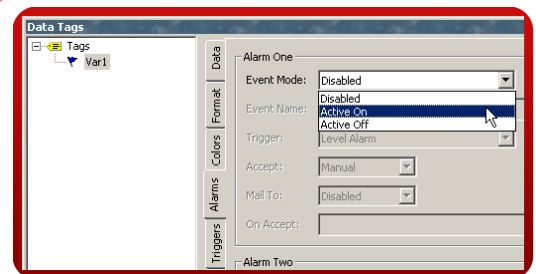 Data Tags
Tags
Var1
Data
Format
Colors
Alarms
Triggers
Alarm One
Event Mode: Disabled
Disabled
Active On
Active Off
Event Name:
Trigger: Level Alarm
Accept: Manual
Mail To: Disabled
On Accept:
Alarm Two